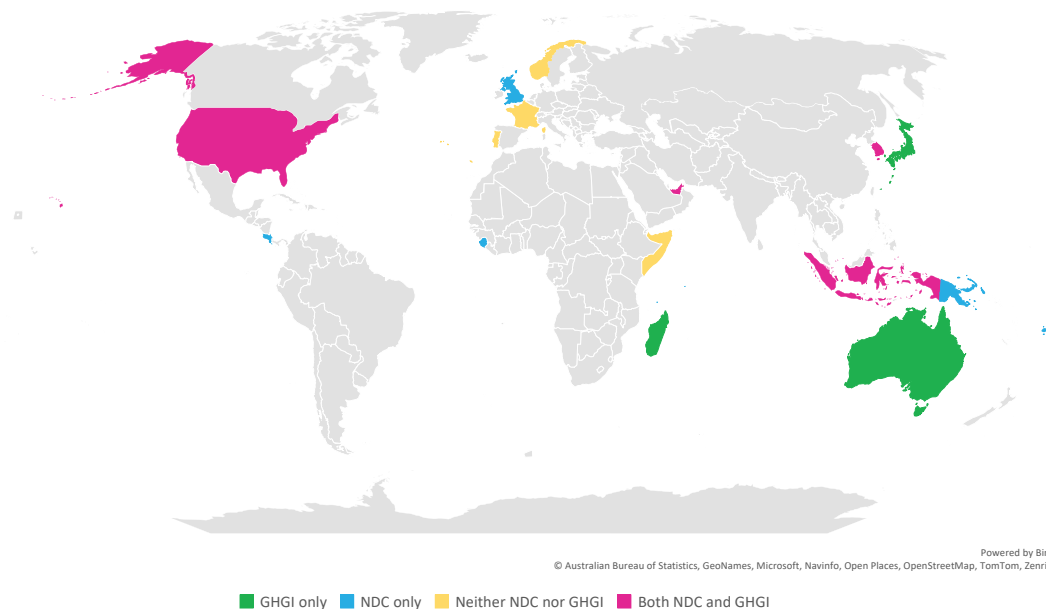 Powered by Bi
© Australian Bureau of Statistics, GeoNames, Microsoft, Navinfo, Open Places, OpenStreetMap, TomTom, Zenri
GHGI only NDC only Neither NDC nor GHGI Both NDC and GHGI